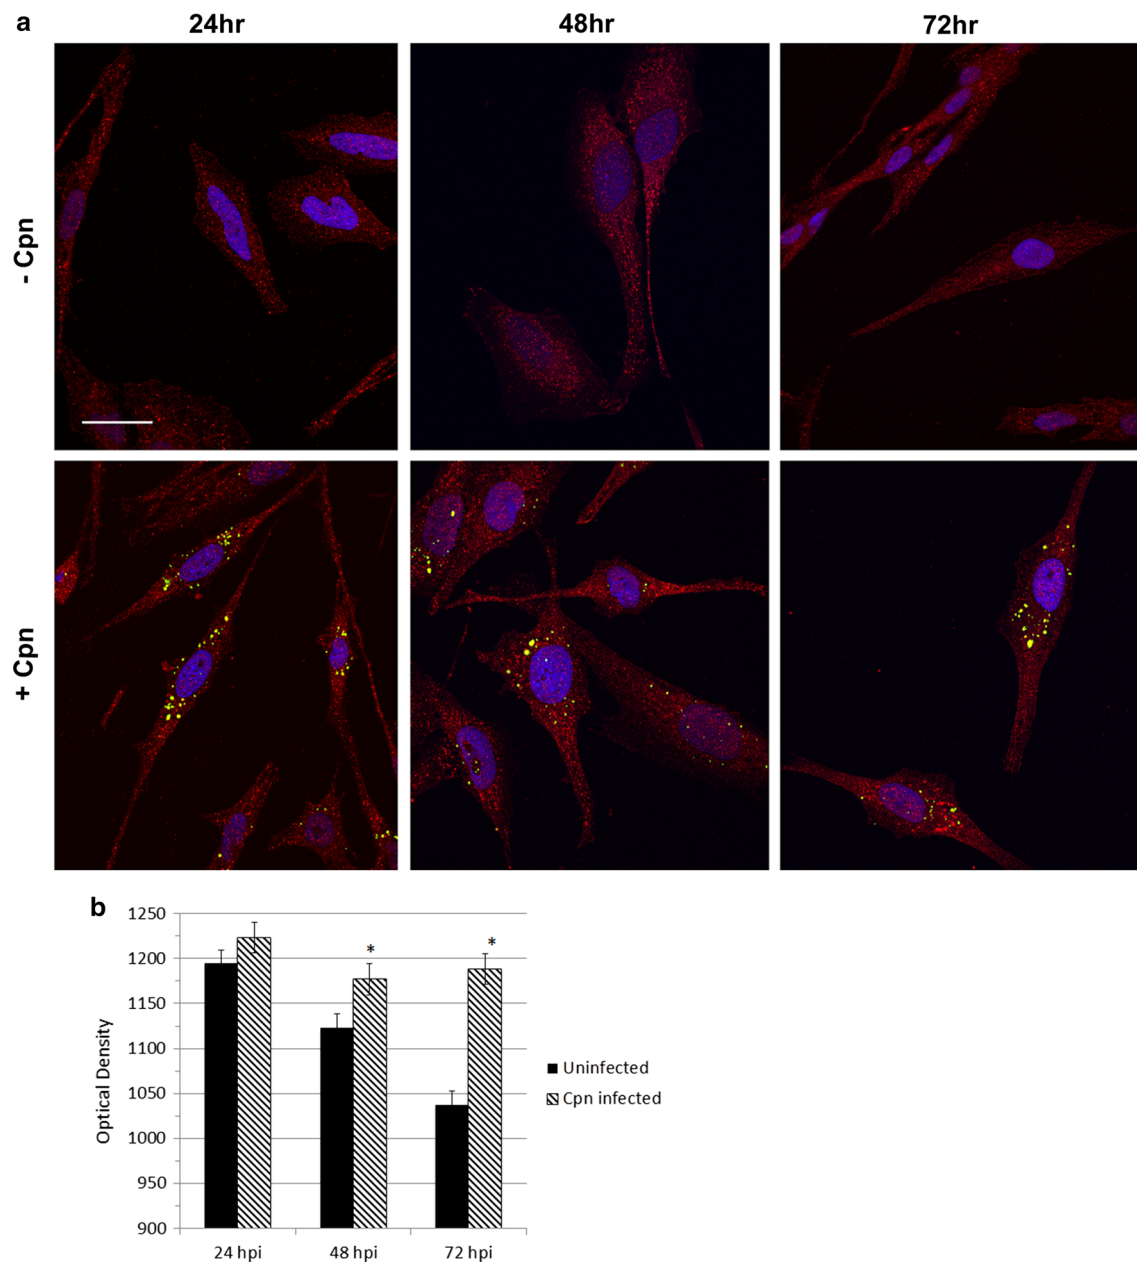 a
24hr 48hr 72hr
- Cpn
+ Cpn
b
1250
1200
1150
1100
1050
1000
950
900
Optical Density
* *
24 hpi 48 hpi 72 hpi
Uninfected
Cpn infected